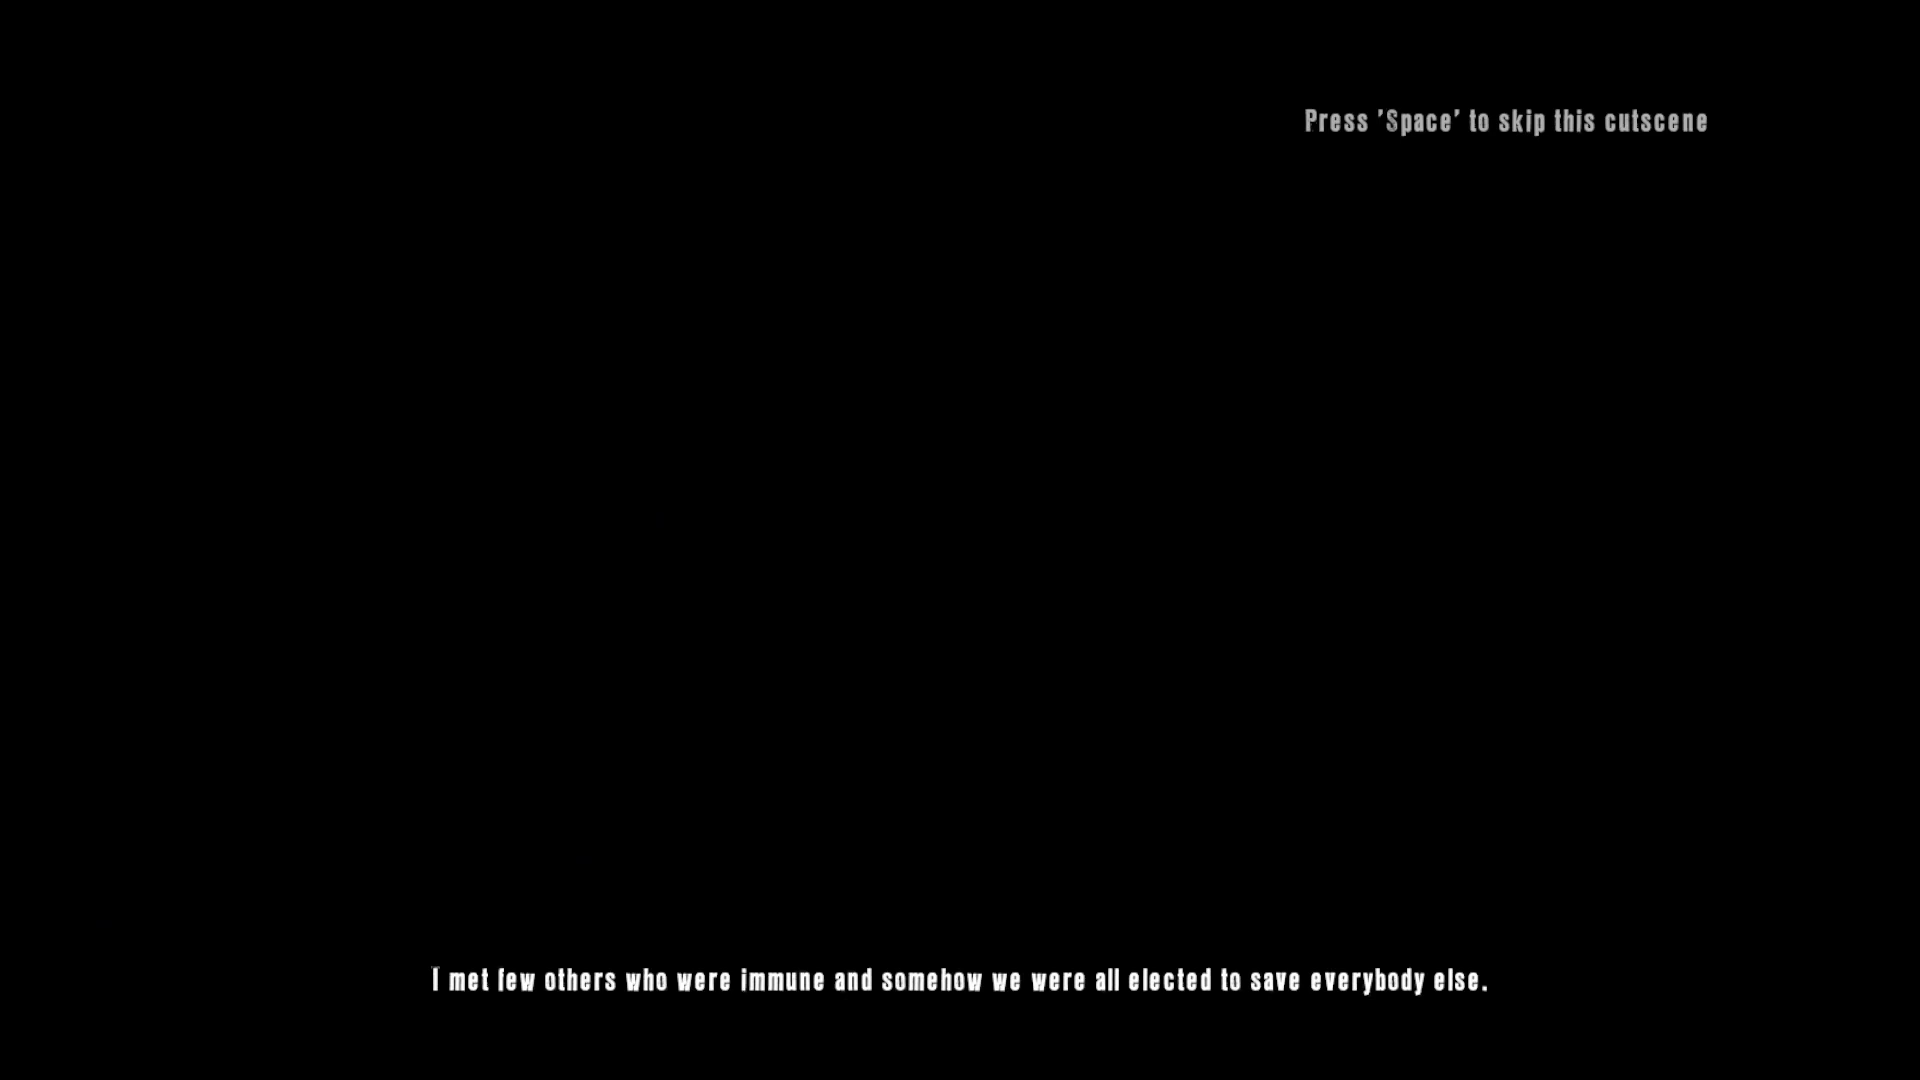 Press 'Space' to skip this cutscene
I met few others who were immune and somehow we were all elected to save everybody else.